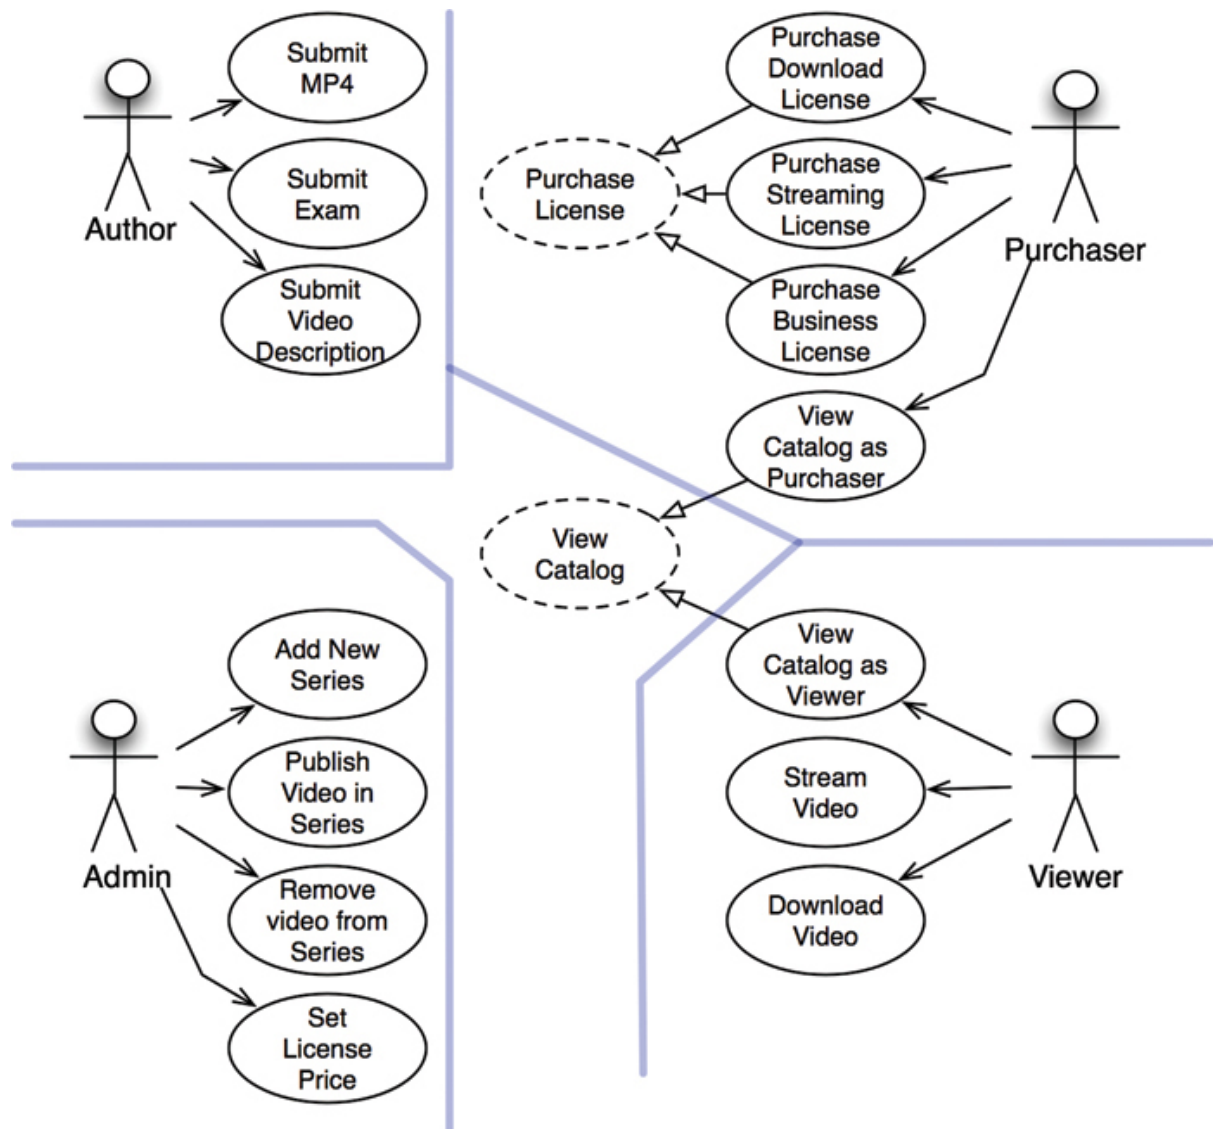 Submit
MP4
Submit
Exam
Author
Submit
Video
Description
Purchase
Download
License
Purchase
License
Purchase
Streaming
License
Purchaser
Purchase
Business
License
View
Catalog as
Purchaser
View
Catalog
Add New
Series
Publish
Video in
Series
Admin
Remove
video from
Series
Set
License
Price
View
Catalog as
Viewer
Stream
Video
Viewer
Download
Video